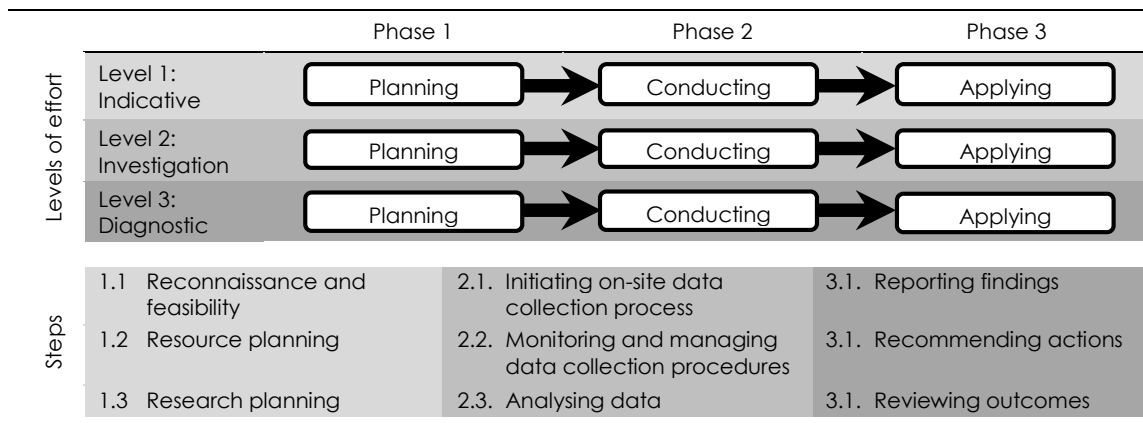 Phase 1 Phase 2 Phase 3
Levels of effort
Level 1:
Indicative
Planning Conducting Applying
Level 2:
Investigation
Planning Conducting Applying
Level 3:
Diagnostic
Planning Conducting Applying
Steps
1.1 Reconnaissance and
feasibility
2.1. Initiating on-site data
collection process
3.1. Reporting findings
1.2 Resource planning
2.2. Monitoring and managing
data collection procedures
3.1. Recommending actions
1.3 Research planning
2.3. Analysing data
3.1. Reviewing outcomes